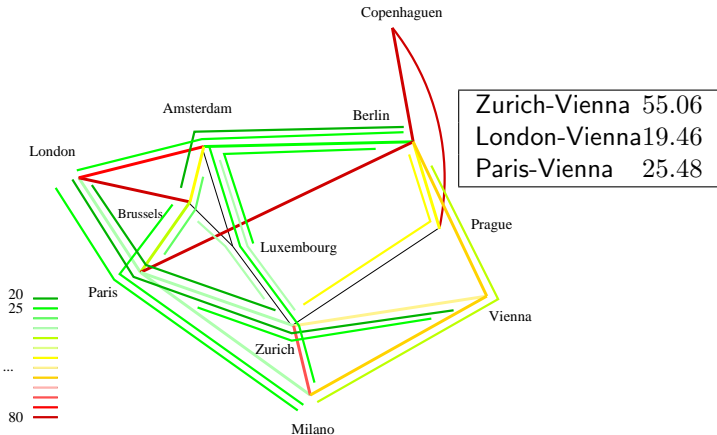 Copenhaguen
Amsterdam
Berlin
Zurich-Vienna 55.06
London-Vienna 19.46
Paris-Vienna 25.48
London
Brussels
Prague
Luxembourg
Paris
20
25
Vienna
Zurich
...
80
Milano